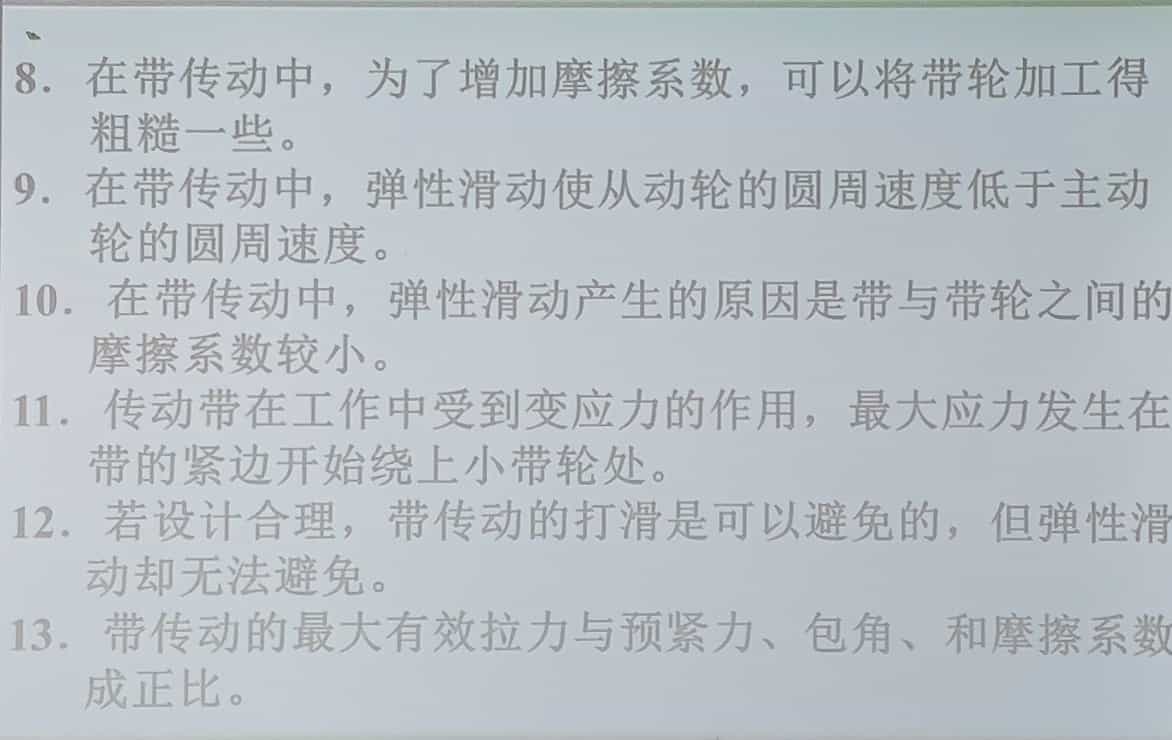 8. 在带传动中，为了增加摩擦系数，可以将带轮加工得
粗糙一些。
9. 在带传动中，弹性滑动使从动轮的圆周速度低于主动
轮的圆周速度。
10. 在带传动中，弹性滑动产生的原因是带与带轮之间的
摩擦系数较小。
11. 传动带在工作中受到变应力的作用，最大应力发生在
带的紧边开始绕上小带轮处。
12. 若设计合理，带传动的打滑是可以避免的，但弹性滑
动却无法避免。
13. 带传动的最大有效拉力与预紧力、包角、和摩擦系数
成正比。